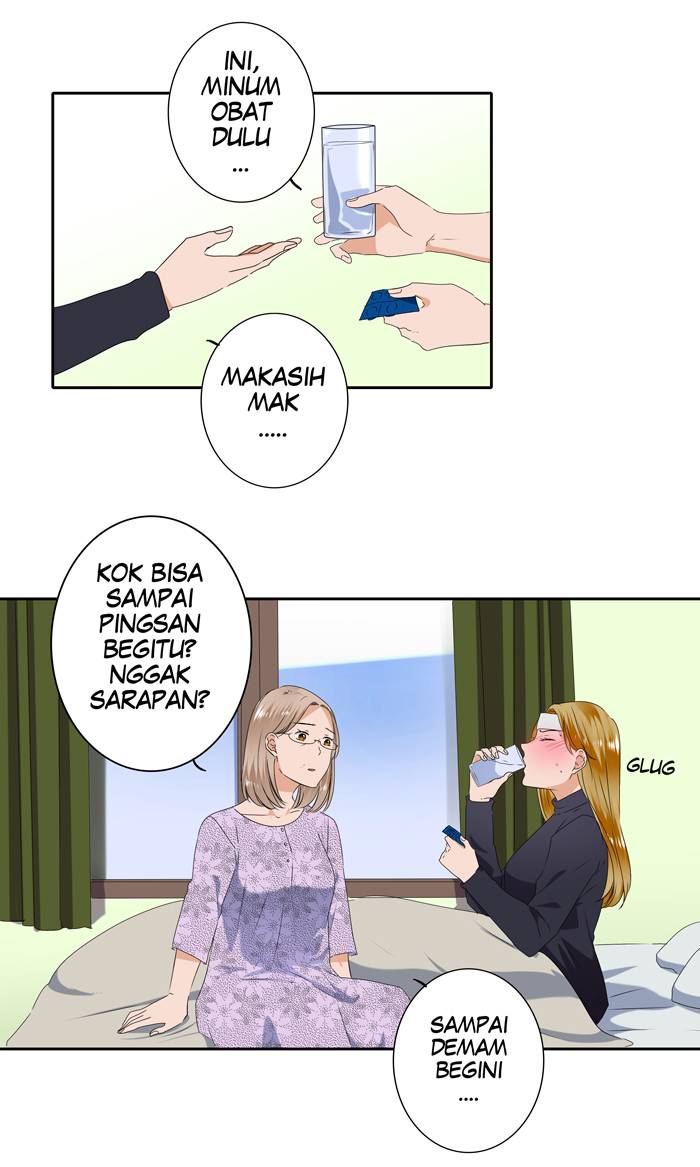 INI,
MINUM
OBAT
DULU
...
MAKASIH
MAK
.....
KOK BISA
SAMPAI
PINGSAN
BEGITU?
NGGAK
SARAPAN?
GLUG
SAMPAI
DEMAM
BEGINI
....